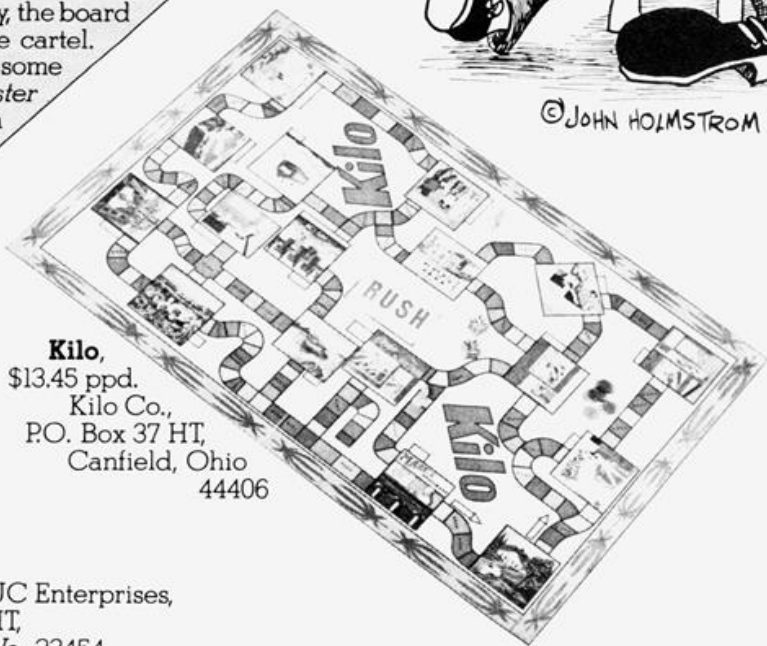 y, the board
e cartel.
some
ster
©JOHN HOLMSTROM
Kilo
RUSH
Kilo
Kilo,
$13.45 ppd.
Kilo Co.,
P.O. Box 37 HT,
Canfield, Ohio
44406
JC Enterprises,
IT,